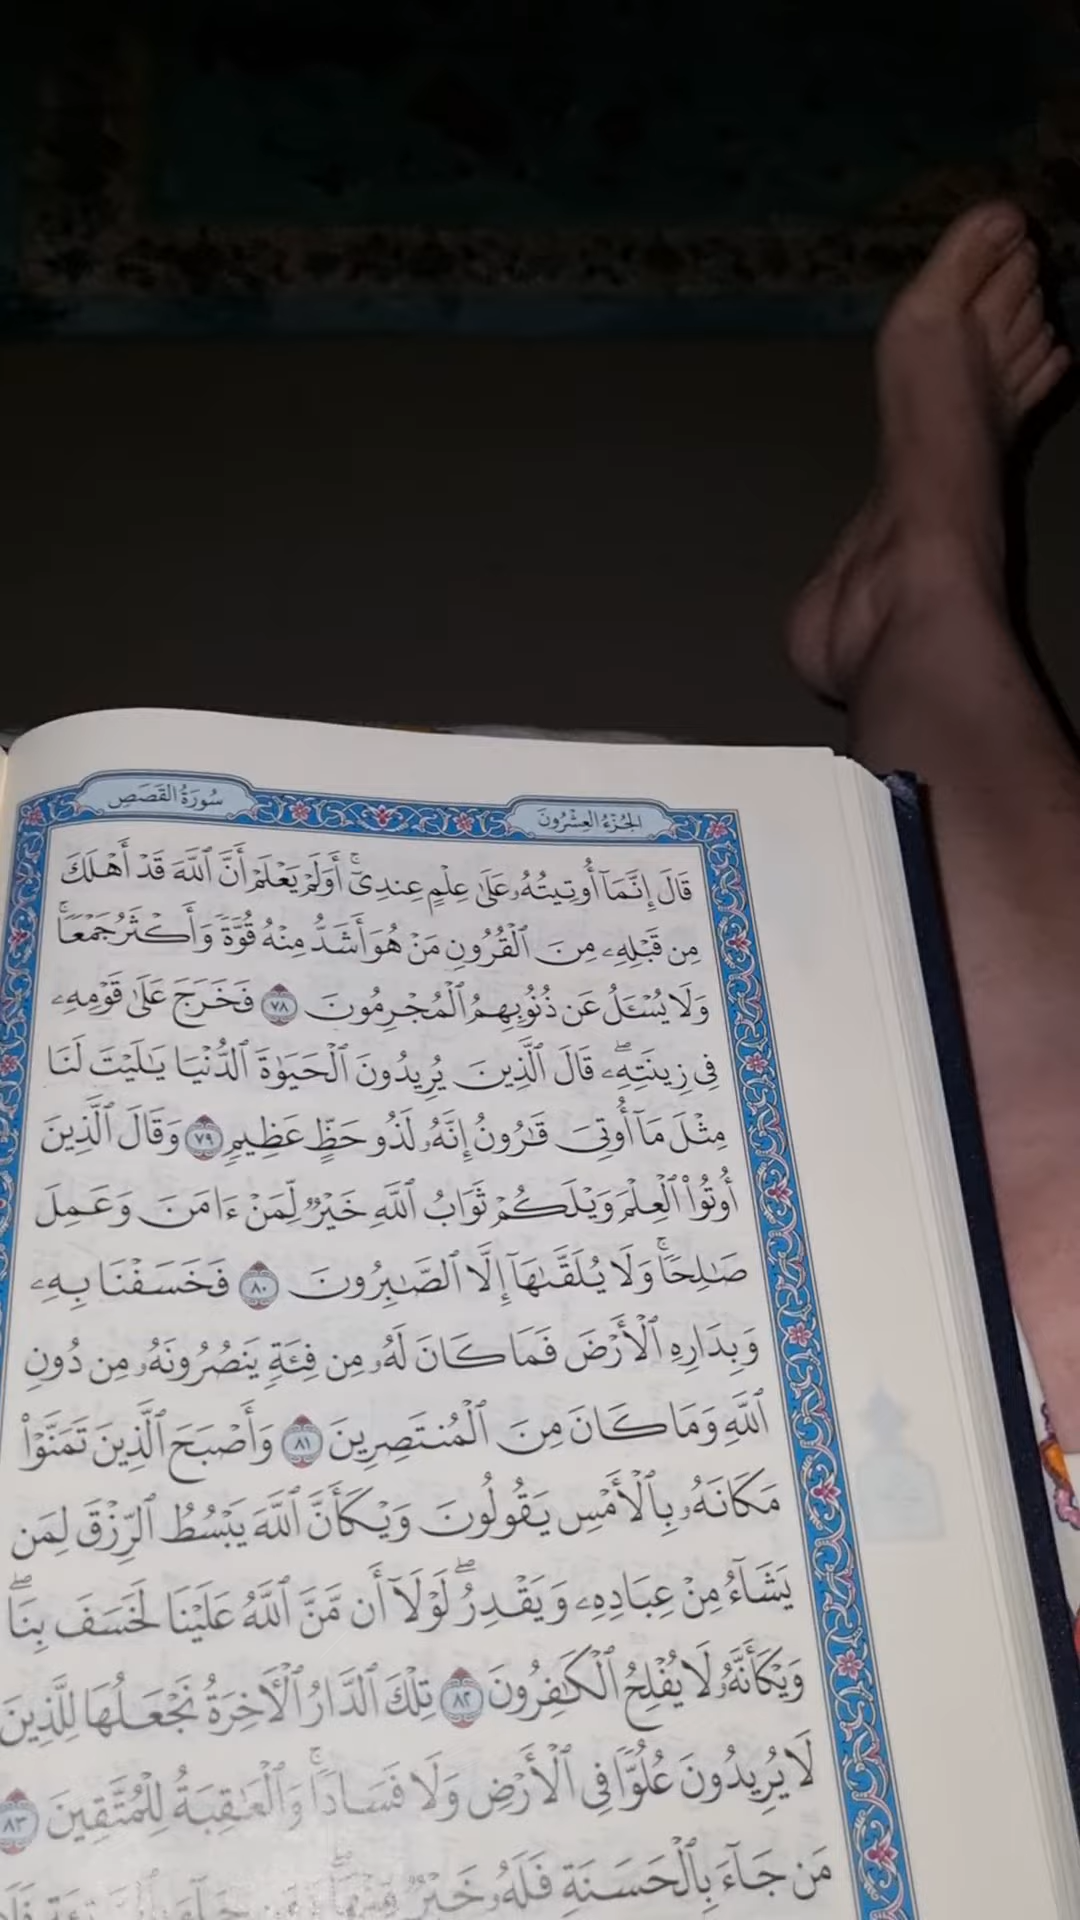 سُورَةُ القَصَصِ
الجُزْءُ العِشْرُونَ
قَالَ إِنَّمَآ أُوتِيتُهُۥ عَلَىٰ عِلْمٍ عِندِيٓۚ أَوَلَمْ يَعْلَمْ أَنَّ ٱللَّهَ قَدْ أَهْلَكَ
مِن قَبْلِهِۦ مِنَ ٱلْقُرُونِ مَنْ هُوَ أَشَدُّ مِنْهُ قُوَّةً وَأَكْثَرُ جَمْعًاۚ
وَلَا يُسْـَٔلُ عَن ذُنُوبِهِمُ ٱلْمُجْرِمُونَ ٧٨ فَخَرَجَ عَلَىٰ قَوْمِهِۦ
فِي زِينَتِهِۦۖ قَالَ ٱلَّذِينَ يُرِيدُونَ ٱلْحَيَوٰةَ ٱلدُّنْيَا يَـٰلَيْتَ لَنَا
مِثْلَ مَآ أُوتِيَ قَـٰرُونُ إِنَّهُۥ لَذُو حَظٍّ عَظِيمٍ ٧٩ وَقَالَ ٱلَّذِينَ
أُوتُوا۟ ٱلْعِلْمَ وَيْلَكُمْ ثَوَابُ ٱللَّهِ خَيْرٌ لِّمَنْ ءَامَنَ وَعَمِلَ
صَـٰلِحًاۚ وَلَا يُلَقَّىٰهَآ إِلَّا ٱلصَّـٰبِرُونَ ٨٠ فَخَسَفْنَا بِهِۦ
وَبِدَارِهِ ٱلْأَرْضَ فَمَا كَانَ لَهُۥ مِن فِئَةٍ يَنصُرُونَهُۥ مِن دُونِ
ٱللَّهِ وَمَا كَانَ مِنَ ٱلْمُنتَصِرِينَ ٨١ وَأَصْبَحَ ٱلَّذِينَ تَمَنَّوْا۟
مَكَانَهُۥ بِٱلْأَمْسِ يَقُولُونَ وَيْكَأَنَّ ٱللَّهَ يَبْسُطُ ٱلرِّزْقَ لِمَن
يَشَآءُ مِنْ عِبَادِهِۦ وَيَقْدِرُۖ لَوْلَآ أَن مَّنَّ ٱللَّهُ عَلَيْنَا لَخَسَفَ بِنَاۖ
وَيْكَأَنَّهُۥ لَا يُفْلِحُ ٱلْكَـٰفِرُونَ ٨٢ تِلْكَ ٱلدَّارُ ٱلْـَٔاخِرَةُ نَجْعَلُهَا لِلَّذِينَ
لَا يُرِيدُونَ عُلُوًّا فِي ٱلْأَرْضِ وَلَا فَسَادًاۚ وَٱلْعَـٰقِبَةُ لِلْمُتَّقِينَ ٨٣
مَن جَآءَ بِٱلْحَسَنَةِ فَلَهُۥ خَيْرٌ مِّنْهَاۖ